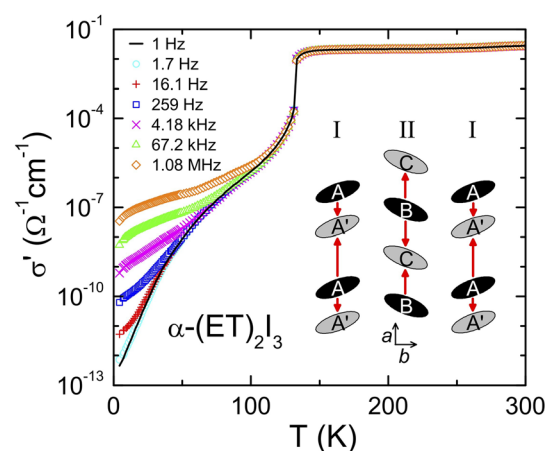 10⁻¹
10⁻⁴
10⁻⁷
10⁻¹⁰
10⁻¹³
σ' (Ω⁻¹cm⁻¹)
1 Hz
1.7 Hz
16.1 Hz
259 Hz
4.18 kHz
67.2 kHz
1.08 MHz
I II I
C
A A
B
A' A'
C
A A
B
A' A'
a
b
α-(ET)₂I₃
0 100 200 300
T (K)